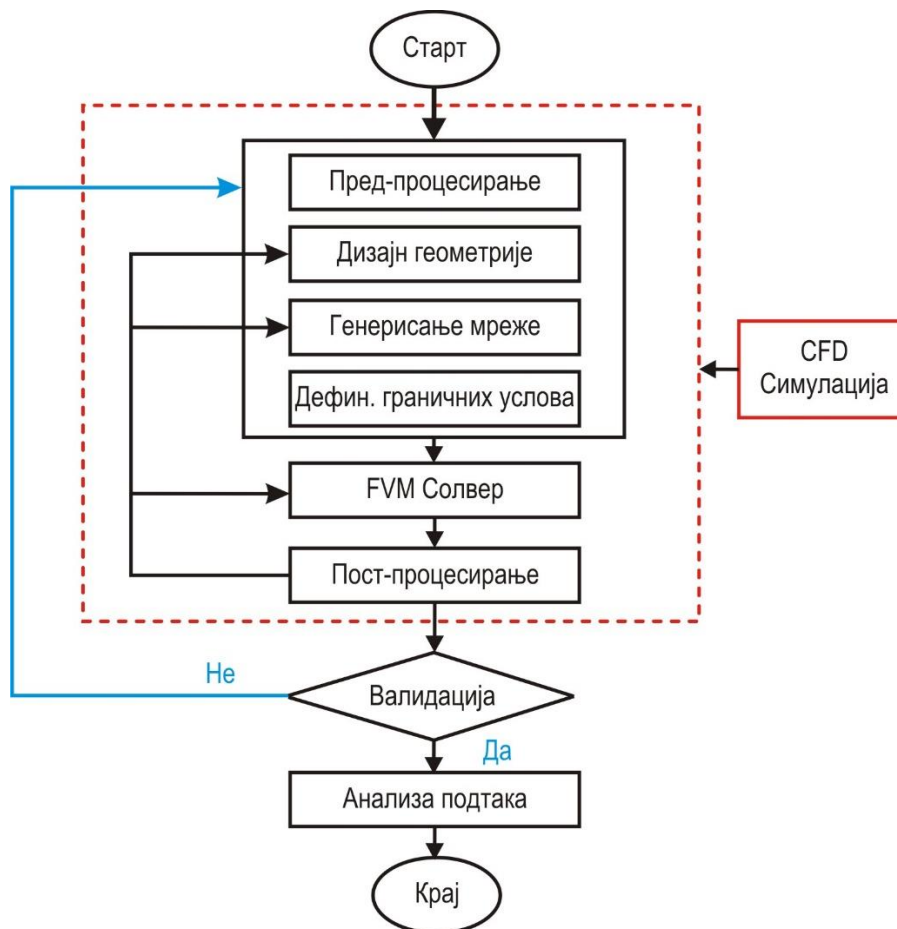 Старт
Пред-процесирање
Дизајн геометрије
Генерисање мреже
Дефин. граничних услова
CFD
Симулација
FVM Солвер
Пост-процесирање
Не
Валидација
Да
Анализа подтака
Крај